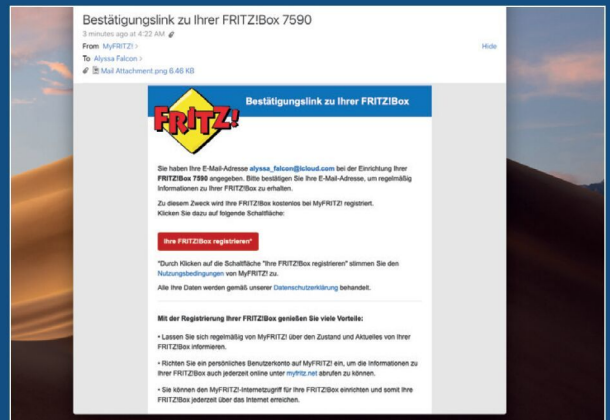 Bestätigungslink zu Ihrer FRITZ!Box 7590
3 minutes ago at 4:22 AM
From MyFRITZ!
Hide
To Alyssa Falcon
Mail Attachment png 6.46 KB
FRITZ!
Bestätigungslink zu Ihrer FRITZ!Box
Sie haben Ihre E-Mail-Adresse alyssa_falcon@icloud.com bei der Einrichtung Ihrer
FRITZ!Box 7590 angegeben. Bitte bestätigen Sie Ihre E-Mail-Adresse, um regelmäßig
Informationen zu Ihrer FRITZ!Box zu erhalten.
Zu diesem Zweck wird Ihre FRITZ!Box kostenlos bei MyFRITZ! registriert.
Klicken Sie dazu auf folgende Schaltfläche:
Ihre FRITZ!Box registrieren*
*Durch Klicken auf die Schaltfläche "Ihre FRITZ!Box registrieren" stimmen Sie den
Nutzungsbedingungen von MyFRITZ! zu.
Alle Ihre Daten werden gemäß unserer Datenschutzerklärung behandelt.
Mit der Registrierung Ihrer FRITZ!Box genießen Sie viele Vorteile:
• Lassen Sie sich regelmäßig von MyFRITZ! über den Zustand und Aktuelles von Ihrer
FRITZ!Box informieren.
• Richten Sie ein persönliches Benutzerkonto auf MyFRITZ! ein, um die Informationen zu
Ihrer FRITZ!Box auch jederzeit online unter myfritz.net abrufen zu können.
• Sie können den MyFRITZ!-Internetzugriff für Ihre FRITZ!Box einrichten und somit Ihre
FRITZ!Box jederzeit über das Internet erreichen.